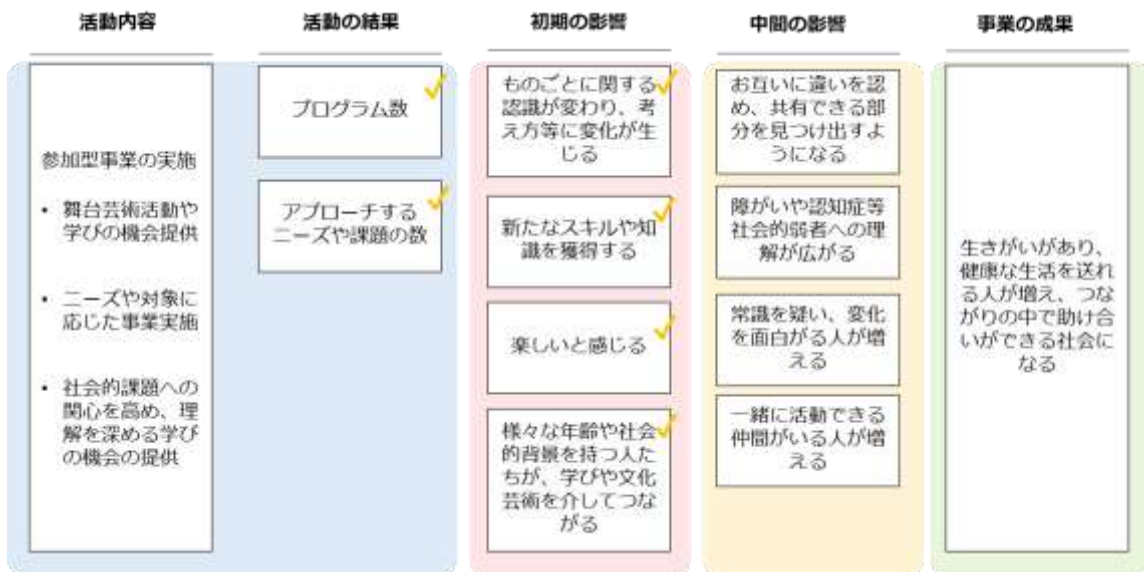 活動内容
活動の結果
初期の影響
中間の影響
事業の成果
参加型事業の実施
• 舞台芸術活動や
学びの機会提供
• ニーズや対象に
応じた事業実施
• 社会的課題への
関心を高め、理
解を深める学び
の機会の提供
プログラム数
アプローチする
ニーズや課題の数
ものごとに関する
認識が変わり、考
え方等に変化が生
じる
新たなスキルや知
識を獲得する
楽しいと感じる
様々な年齢や社会
的背景を持つ人た
ちが、学びや文化
芸術を介してつな
がる
お互いに違いを認
め、共有できる部
分を見つけ出すよ
うになる
障がいや認知症等
社会的弱者への理
解が広がる
常識を疑い、変化
を面白がる人が増
える
一緒に活動できる
仲間がいる人が増
える
生きがいがあり、
健康な生活を送れ
る人が増え、つな
がりの中で助け合
いができる社会に
なる